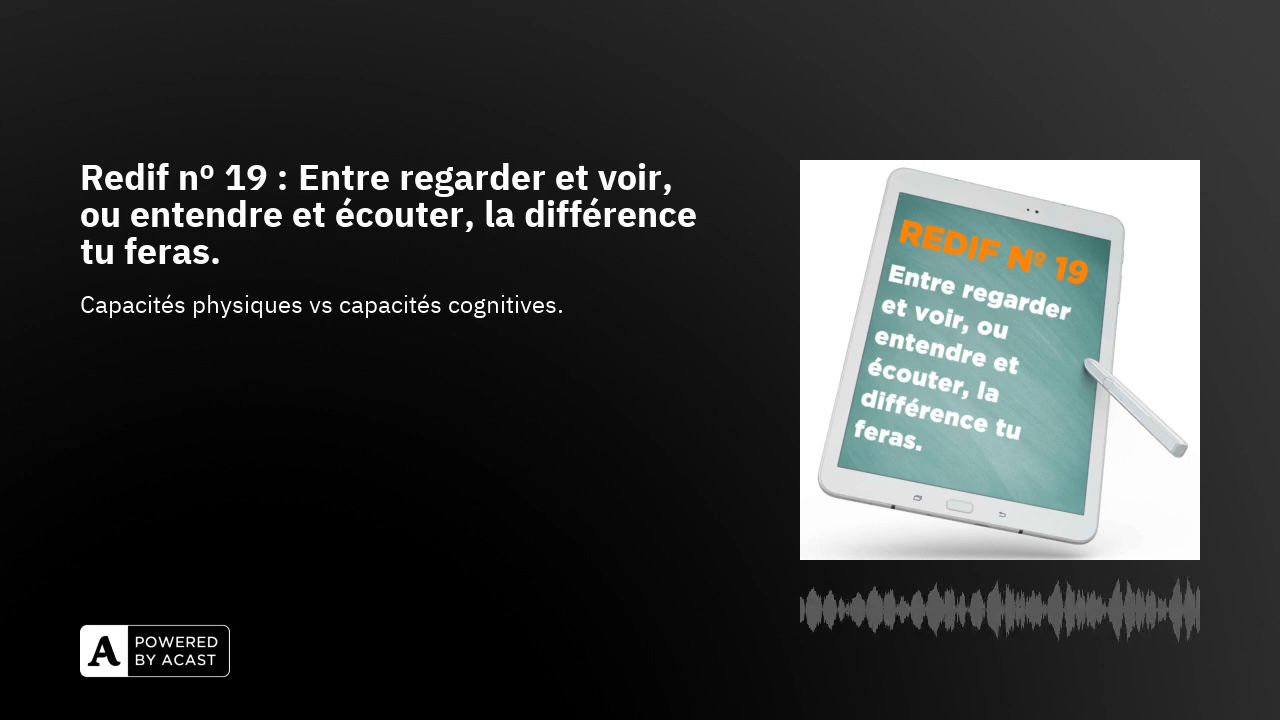 Redif nº 19 : Entre regarder et voir,
ou entendre et écouter, la différence
tu feras.
Capacités physiques vs capacités cognitives.
REDIF Nº 19
Entre regarder
et voir, ou
entendre et
écouter, la
différence tu
feras.
A POWERED
BY ACAST